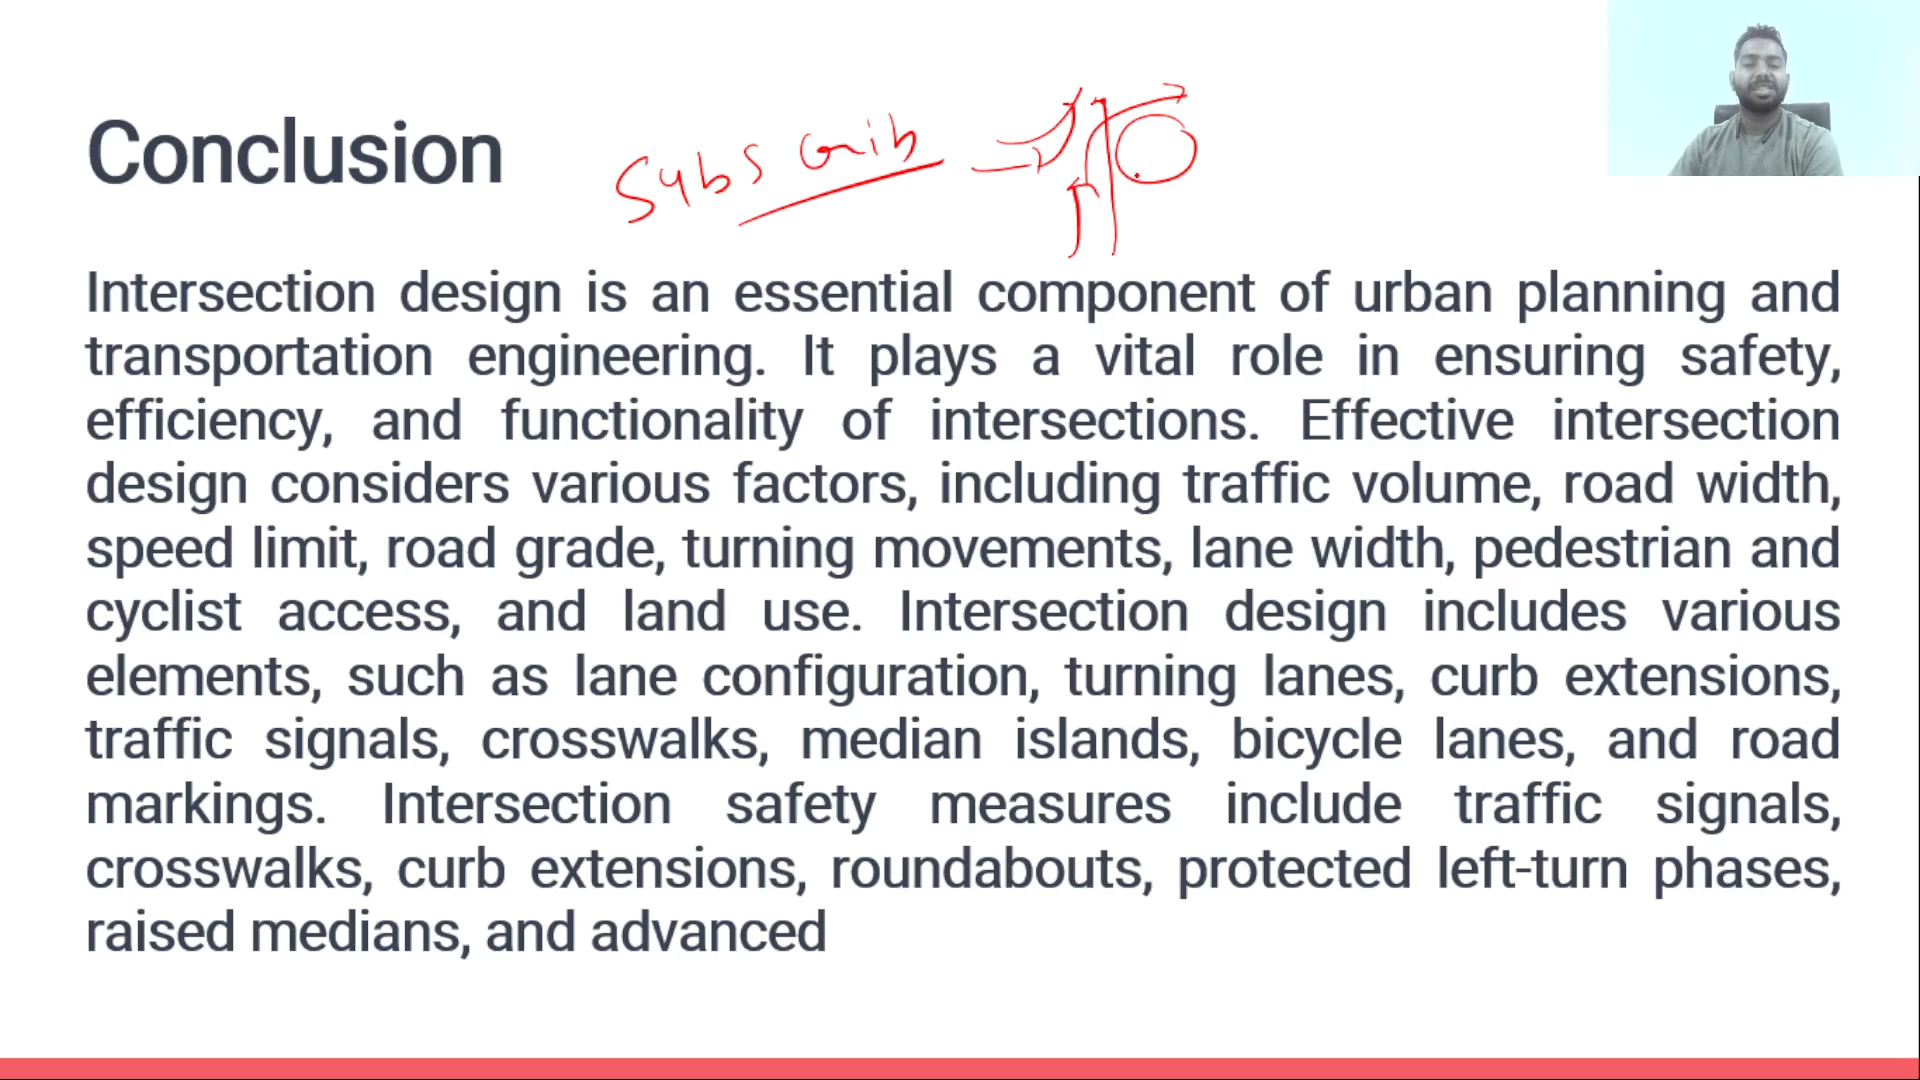 Conclusion
Subscrib
Intersection design is an essential component of urban planning and
transportation engineering. It plays a vital role in ensuring safety,
efficiency, and functionality of intersections. Effective intersection
design considers various factors, including traffic volume, road width,
speed limit, road grade, turning movements, lane width, pedestrian and
cyclist access, and land use. Intersection design includes various
elements, such as lane configuration, turning lanes, curb extensions,
traffic signals, crosswalks, median islands, bicycle lanes, and road
markings. Intersection safety measures include traffic signals,
crosswalks, curb extensions, roundabouts, protected left-turn phases,
raised medians, and advanced